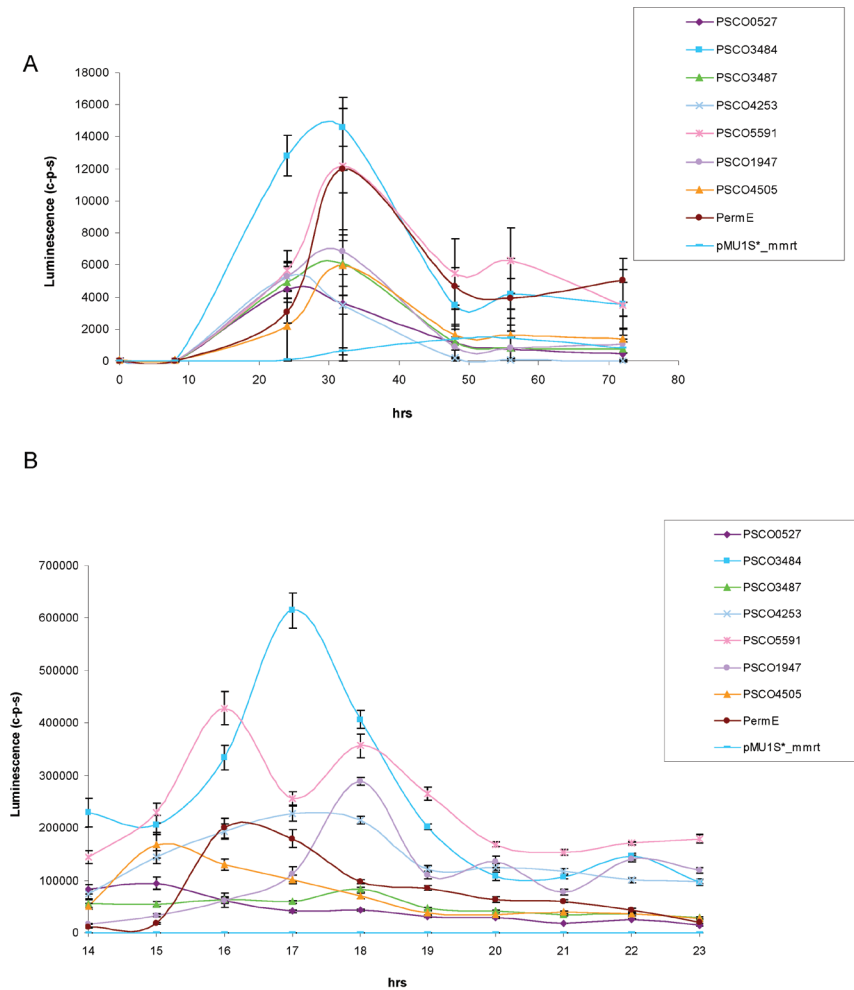 A
PSCO0527
PSCO3484
PSCO3487
PSCO4253
PSCO5591
PSCO1947
PSCO4505
PermE
pMU1S*_mmrt
Luminescence (c-p-s)
18000
16000
14000
12000
10000
8000
6000
4000
2000
0
0 10 20 30 40 50 60 70 80
hrs
B
PSCO0527
PSCO3484
PSCO3487
PSCO4253
PSCO5591
PSCO1947
PSCO4505
PermE
pMU1S*_mmrt
Luminescence (c-p-s)
700000
600000
500000
400000
300000
200000
100000
0
14 15 16 17 18 19 20 21 22 23
hrs